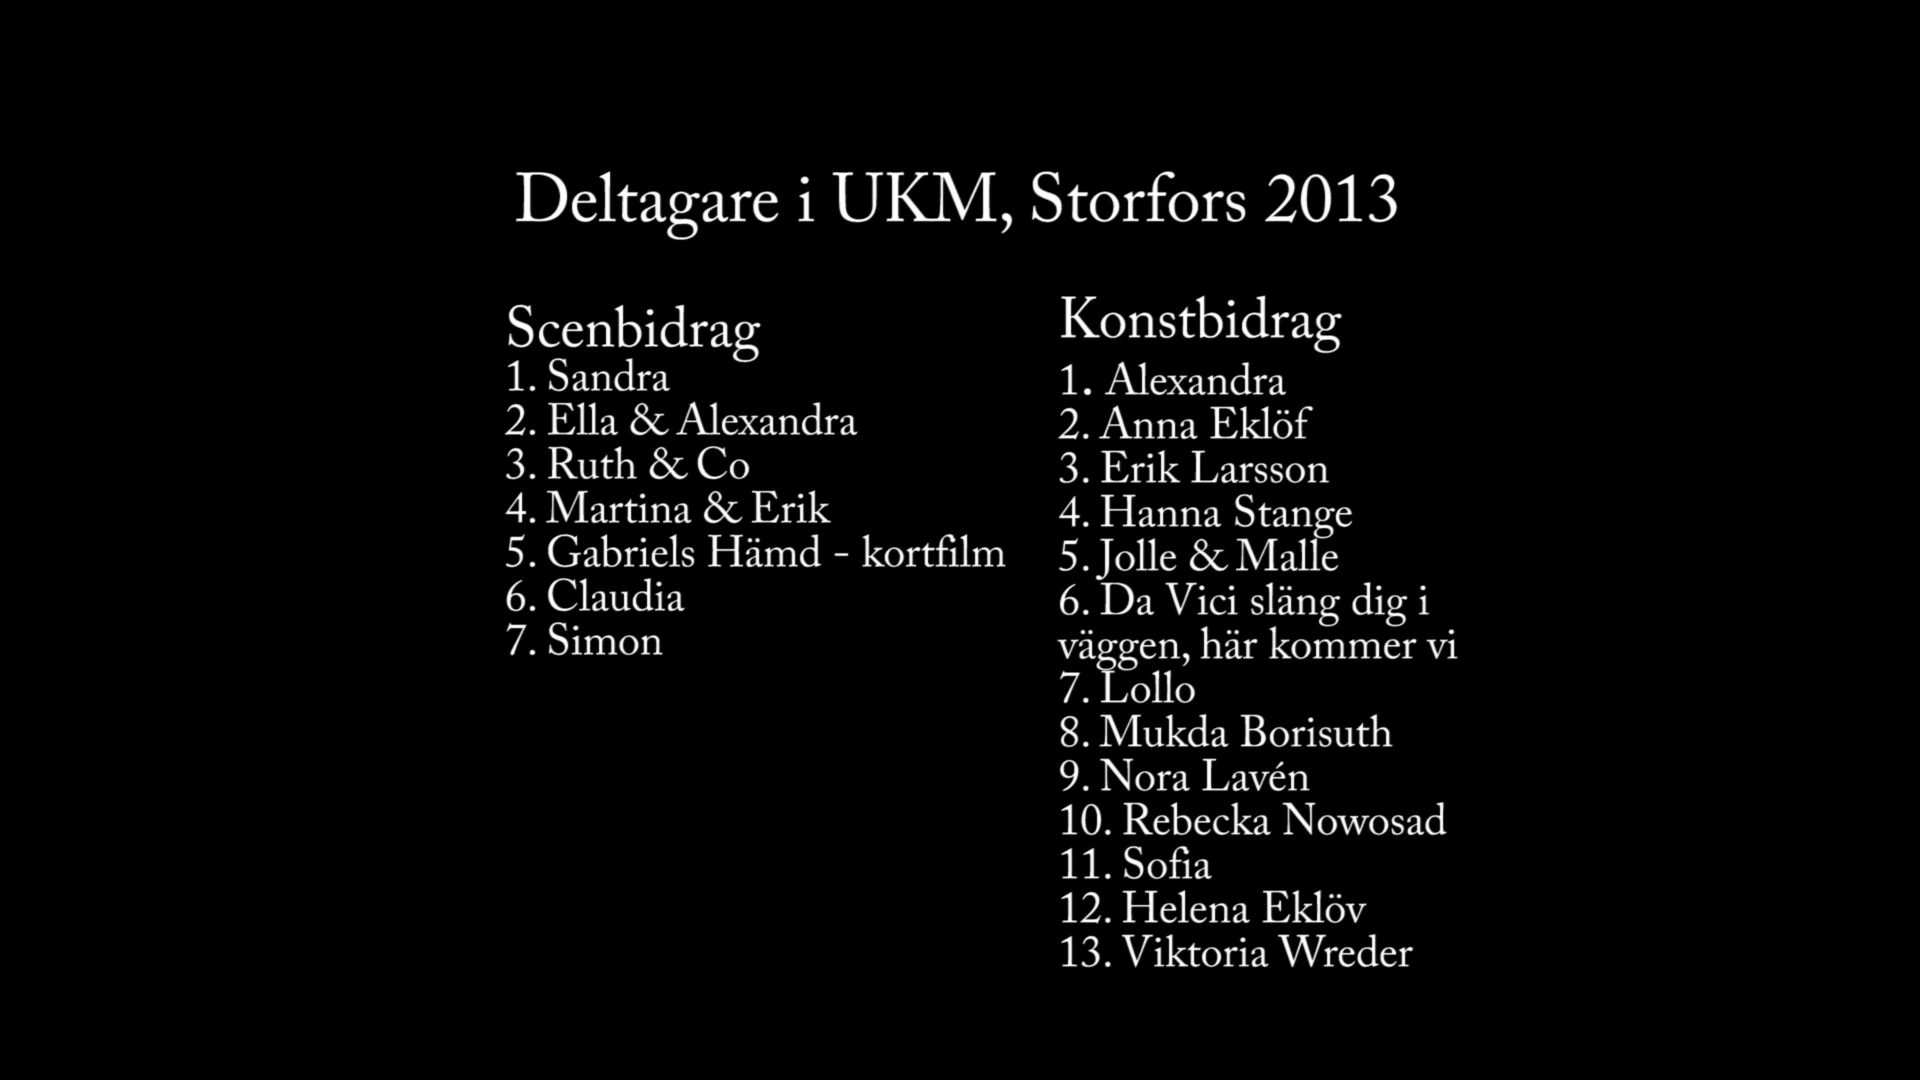 Deltagare i UKM, Storfors 2013
Scenbidrag
1. Sandra
2. Ella & Alexandra
3. Ruth & Co
4. Martina & Erik
5. Gabriels Hämd - kortfilm
6. Claudia
7. Simon
Konstbidrag
1. Alexandra
2. Anna Eklöf
3. Erik Larsson
4. Hanna Stange
5. Jolle & Malle
6. Da Vici släng dig i
väggen, här kommer vi
7. Lollo
8. Mukda Borisuth
9. Nora Lavén
10. Rebecka Nowosad
11. Sofia
12. Helena Eklöv
13. Viktoria Wreder